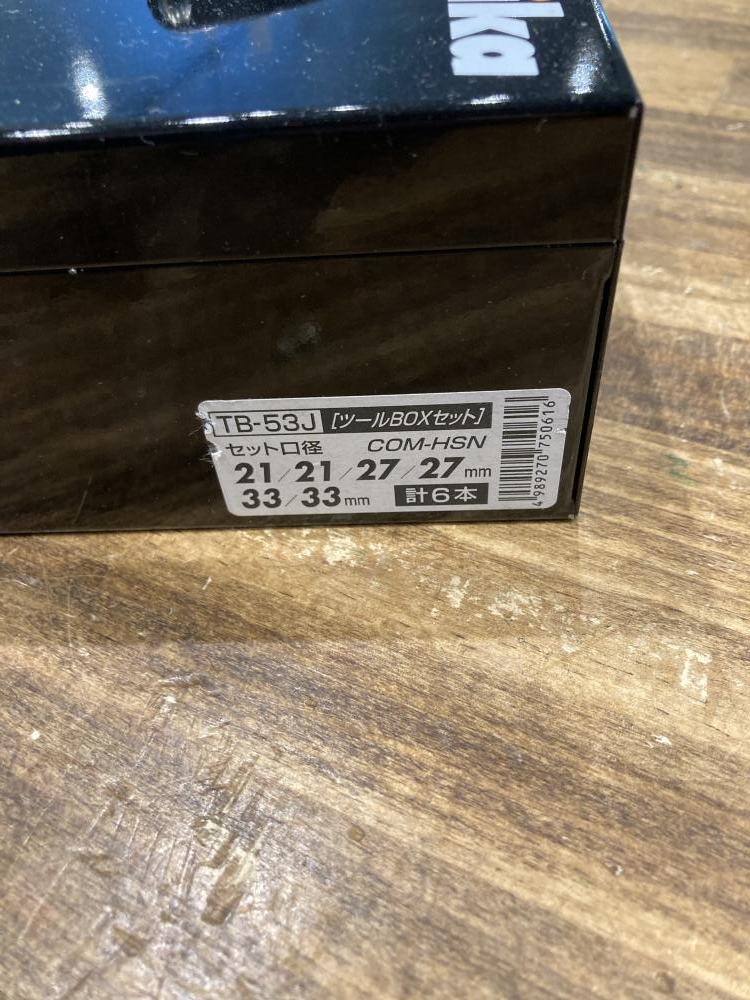 ika
TB-53J [ツールBOXセット]
セット口径 COM-HSN
21/21/27/27mm
33/33mm 計6本
4989270750616